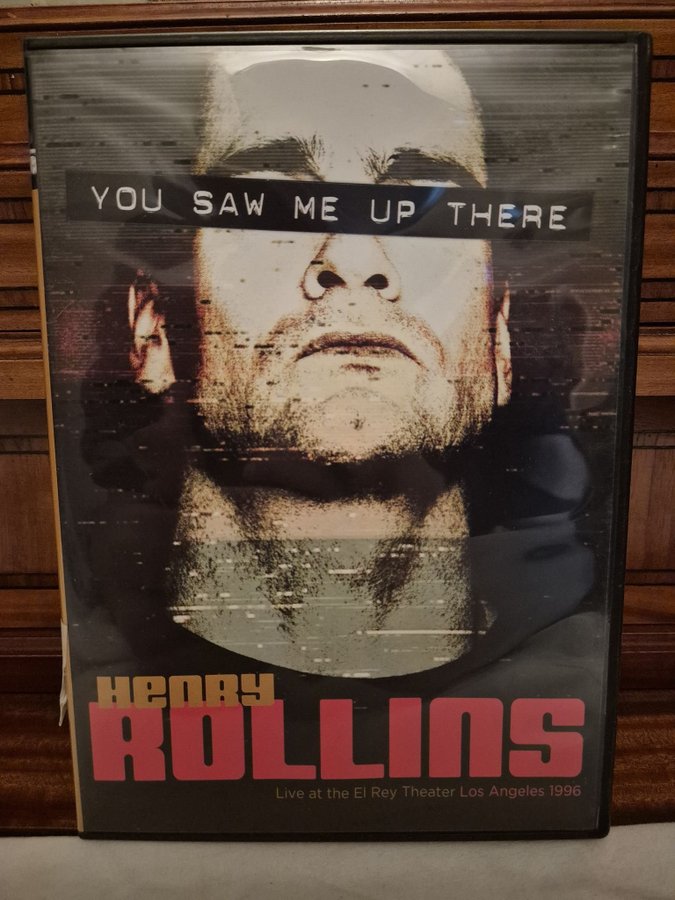 YOU SAW ME UP THERE
HENRY
ROLLINS
Live at the El Rey Theater Los Angeles 1996